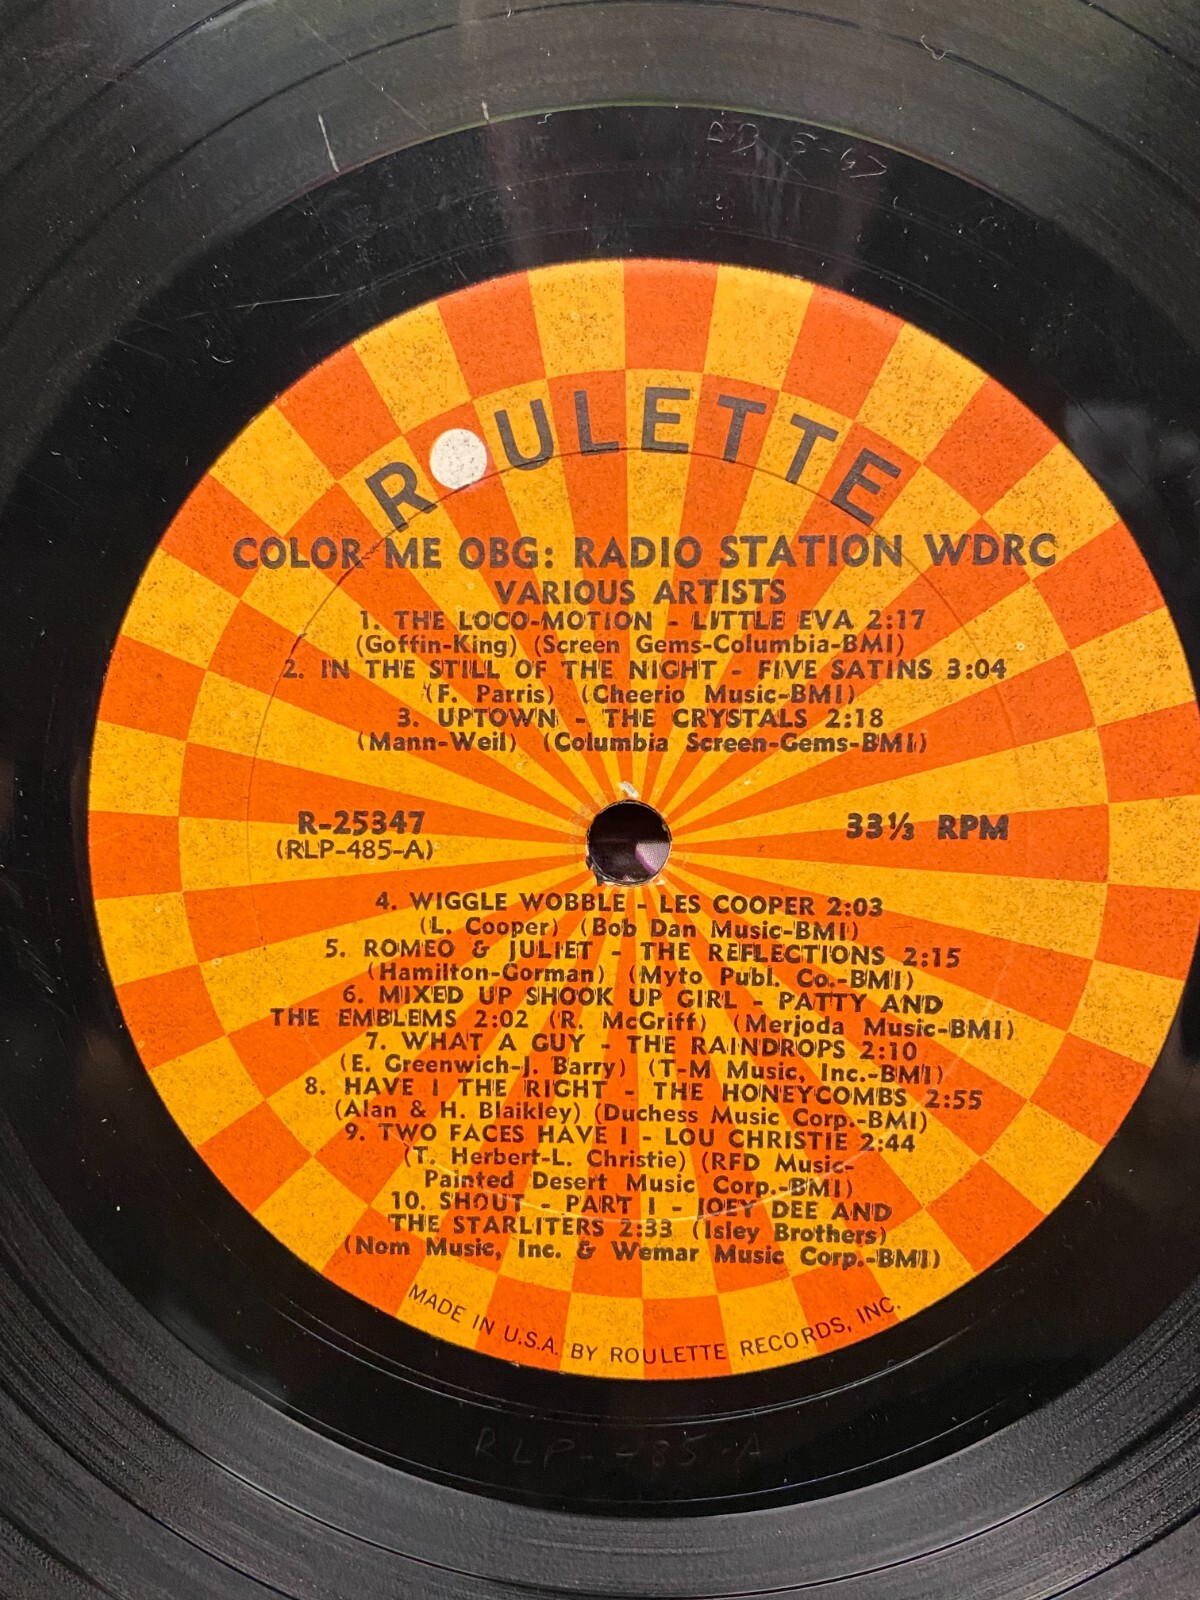 ROULETTE
COLOR ME OBG: RADIO STATION WDRC
VARIOUS ARTISTS
1. THE LOCO-MOTION - LITTLE EVA 2:17
(Goffin-King) (Screen Gems-Columbia-BMI)
2. IN THE STILL OF THE NIGHT - FIVE SATINS 3:04
(F. Parris) (Cheerio Music-BMI)
3. UPTOWN - THE CRYSTALS 2:18
(Mann-Weil) (Columbia Screen-Gems-BMI)
R-25347
(RLP-485-A)
33⅓ RPM
4. WIGGLE WOBBLE - LES COOPER 2:03
(L. Cooper) (Bob Dan Music-BMI)
5. ROMEO & JULIET - THE REFLECTIONS 2:15
(Hamilton-Gorman) (Myto Publ. Co.-BMI)
6. MIXED UP SHOOK UP GIRL - PATTY AND
THE EMBLEMS 2:02 (R. McGriff) (Merjoda Music-BMI)
7. WHAT A GUY - THE RAINDROPS 2:10
(E. Greenwich-J. Barry) (T-M Music, Inc.-BMI)
8. HAVE I THE RIGHT - THE HONEYCOMBS 2:55
(Alan & H. Blaikley) (Duchess Music Corp.-BMI)
9. TWO FACES HAVE I - LOU CHRISTIE 2:44
(T. Herbert-L. Christie) (RFD Music-
Painted Desert Music Corp.-BMI)
10. SHOUT - PART I - JOEY DEE AND
THE STARLITERS 2:33 (Isley Brothers)
(Nom Music, Inc. & Wemar Music Corp.-BMI)
MADE IN U.S.A. BY ROULETTE RECORDS, INC.
RLP-485-A